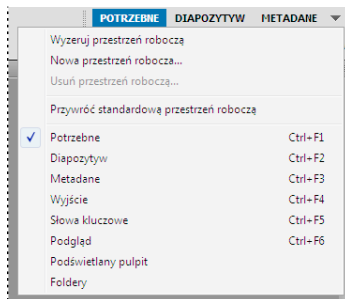 POTRZEBNE DIAPOZYTYW METADANE
Wyzeruj przestrzeń roboczą
Nowa przestrzeń robocza...
Usuń przestrzeń roboczą...
Przywróć standardową przestrzeń roboczą
Potrzebne Ctrl+F1
Diapozytyw Ctrl+F2
Metadane Ctrl+F3
Wyjście Ctrl+F4
Słowa kluczowe Ctrl+F5
Podgląd Ctrl+F6
Podświetlany pulpit
Foldery